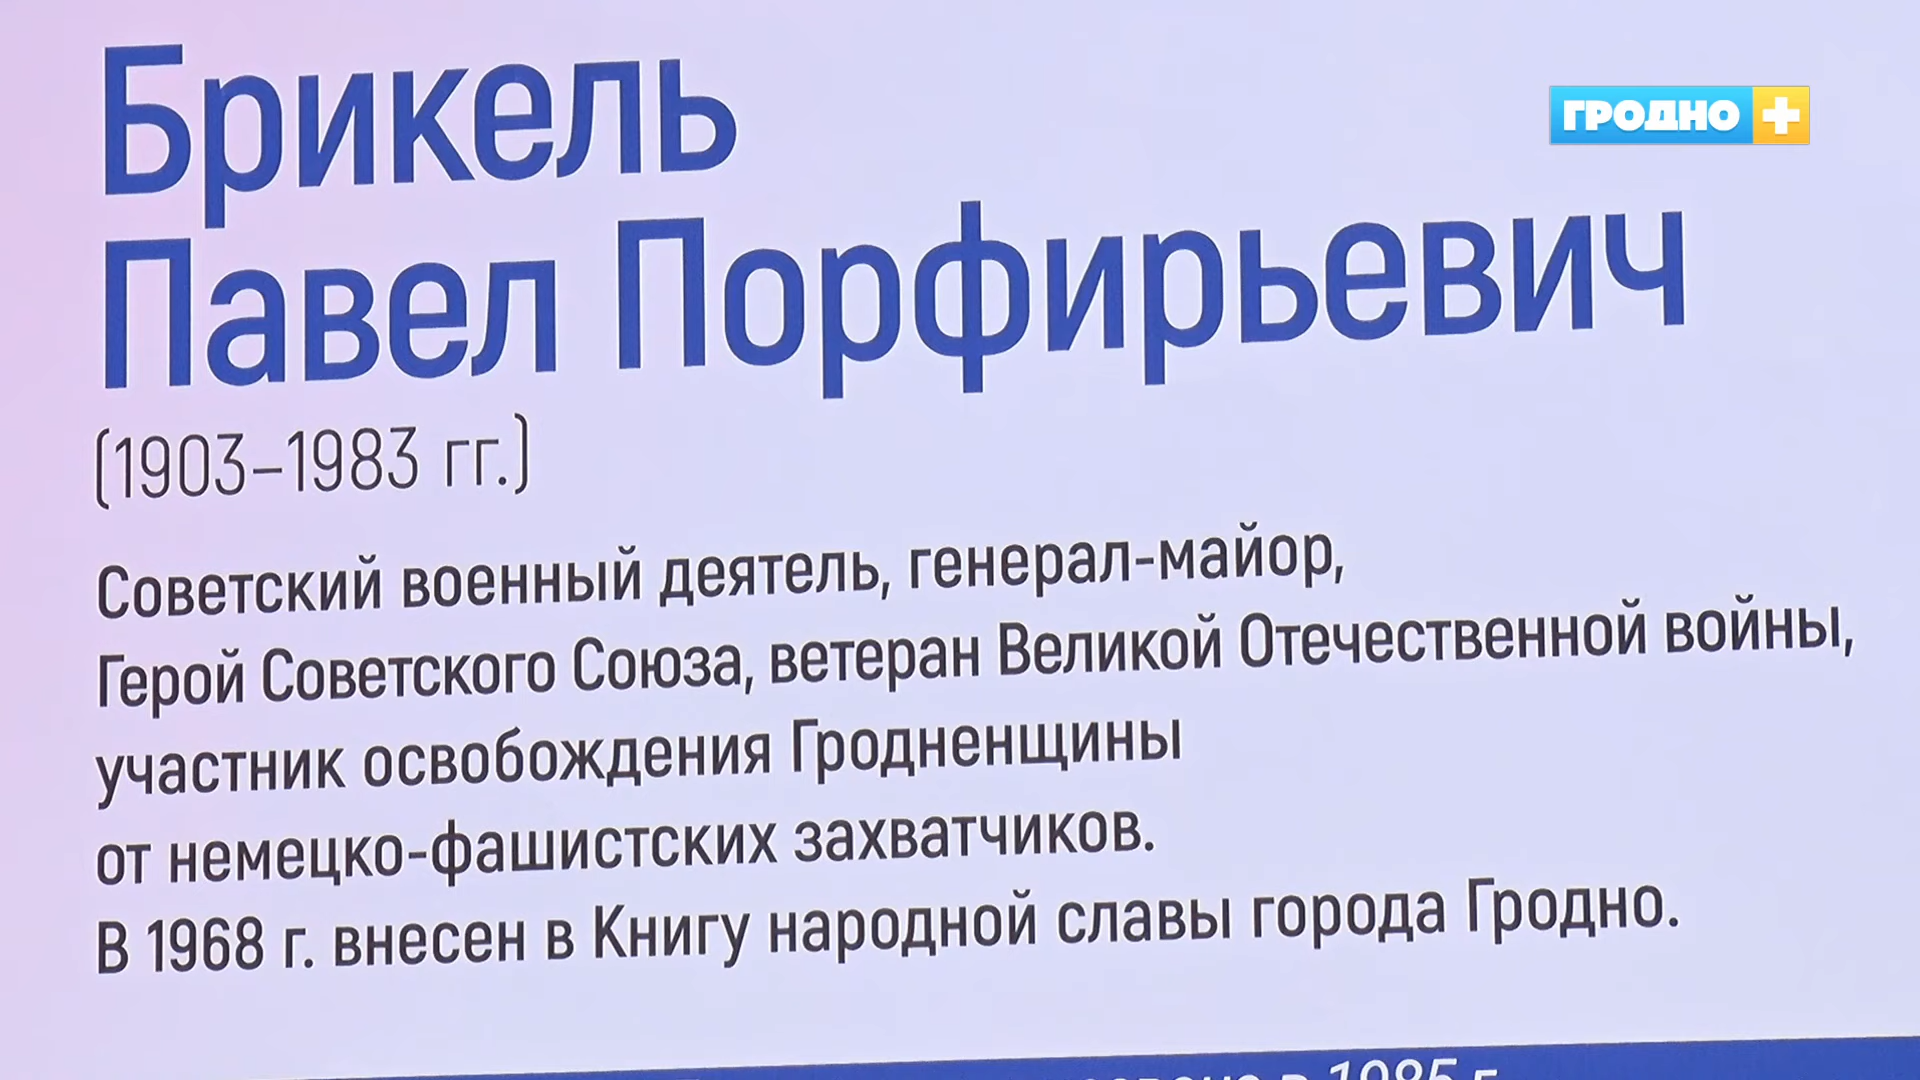 Брикель
ГРОДНО +
Павел Порфирьевич
(1903–1983 гг.)
Советский военный деятель, генерал-майор,
Герой Советского Союза, ветеран Великой Отечественной войны,
участник освобождения Гродненщины
от немецко-фашистских захватчиков.
В 1968 г. внесен в Книгу народной славы города Гродно.
в 1985 г.